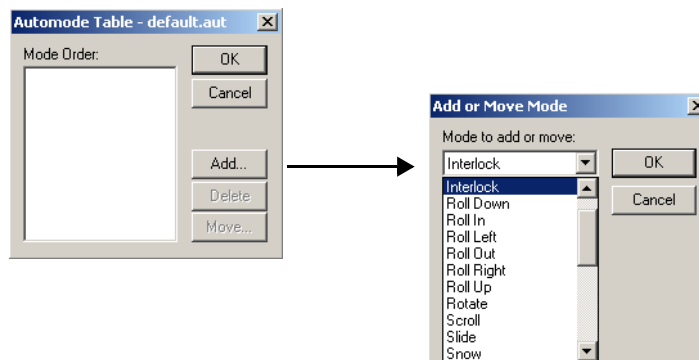 Automode Table - default.aut
Mode Order:
OK
Cancel
Add...
Delete
Move...
Add or Move Mode
Mode to add or move:
Interlock
OK
Cancel
Interlock
Roll Down
Roll In
Roll Left
Roll Out
Roll Right
Roll Up
Rotate
Scroll
Slide
Snow